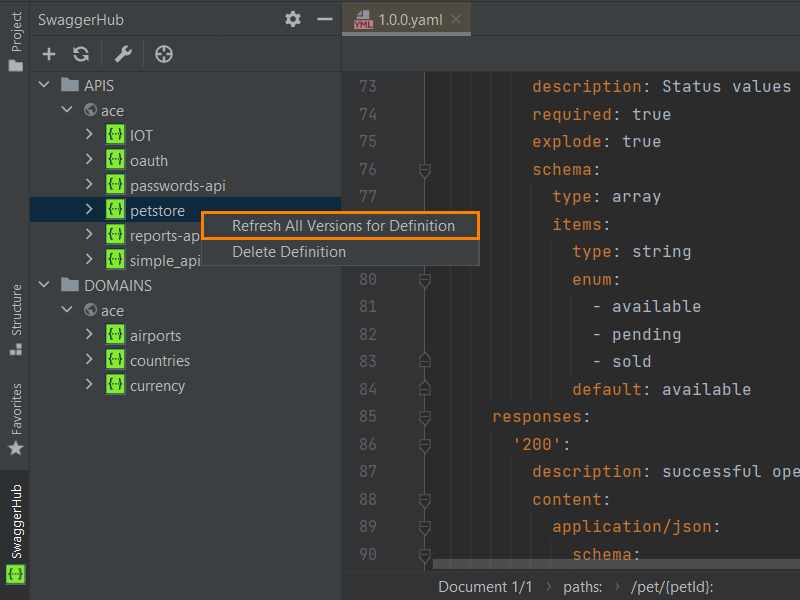 Project
SwaggerHub
YML
1.0.0.yaml
APIS
ace
IOT
oauth
passwords-api
petstore
reports-ap
simple_api
Refresh All Versions for Definition
Delete Definition
DOMAINS
ace
airports
countries
currency
Structure
Favorites
SwaggerHub
73 description: Status values
74 required: true
75 explode: true
76 schema:
77 type: array
items:
type: string
80 enum:
81 - available
82 - pending
83 - sold
84 default: available
85 responses:
86 '200':
87 description: successful ope
88 content:
89 application/json:
90 schema:
Document 1/1 › paths: › /pet/{petId}: